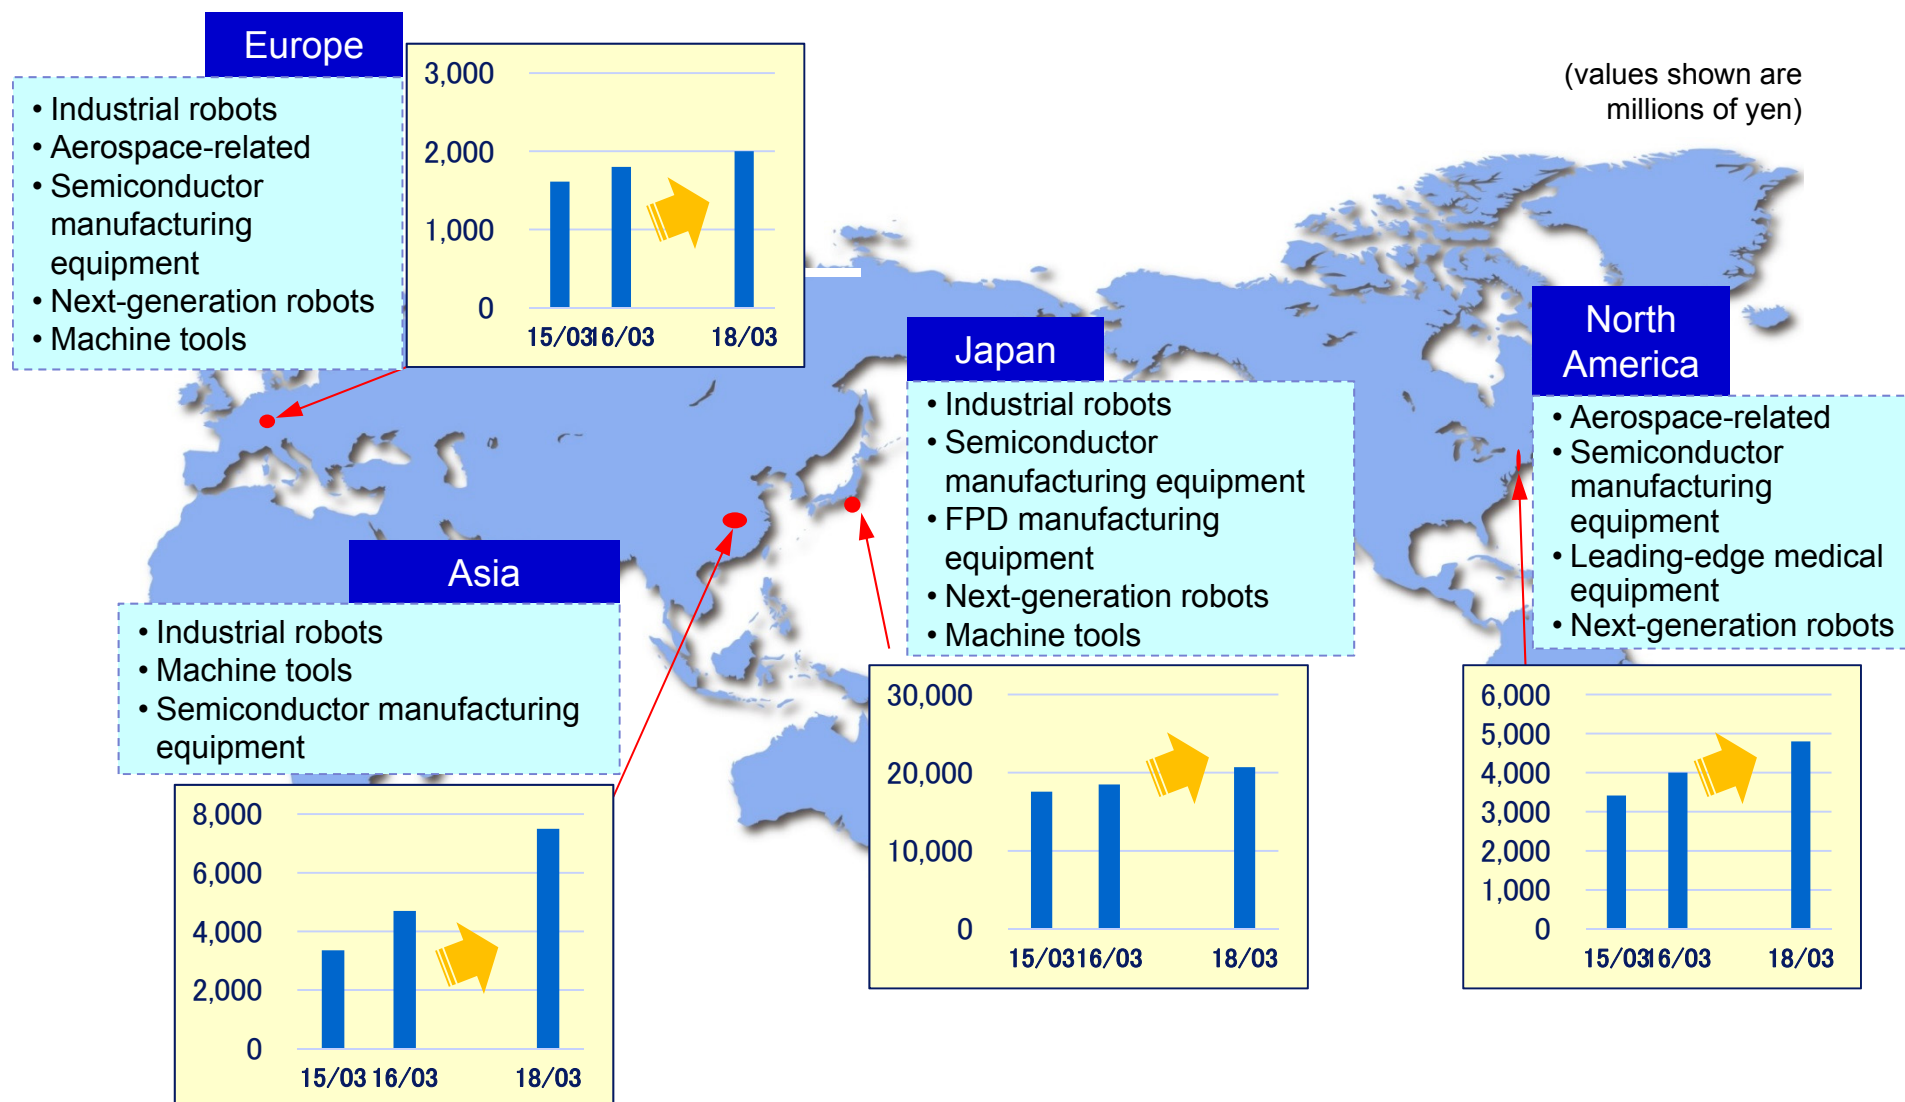 Europe
• Industrial robots
• Aerospace-related
• Semiconductor
manufacturing
equipment
• Next-generation robots
• Machine tools
3,000
2,000
1,000
0
15/03 16/03 18/03
(values shown are
millions of yen)
Japan
• Industrial robots
• Semiconductor
manufacturing equipment
• FPD manufacturing
equipment
• Next-generation robots
• Machine tools
30,000
20,000
10,000
0
15/03 16/03 18/03
North
America
• Aerospace-related
• Semiconductor
manufacturing
equipment
• Leading-edge medical
equipment
• Next-generation robots
6,000
5,000
4,000
3,000
2,000
1,000
0
15/03 16/03 18/03
Asia
• Industrial robots
• Machine tools
• Semiconductor manufacturing
equipment
8,000
6,000
4,000
2,000
0
15/03 16/03 18/03